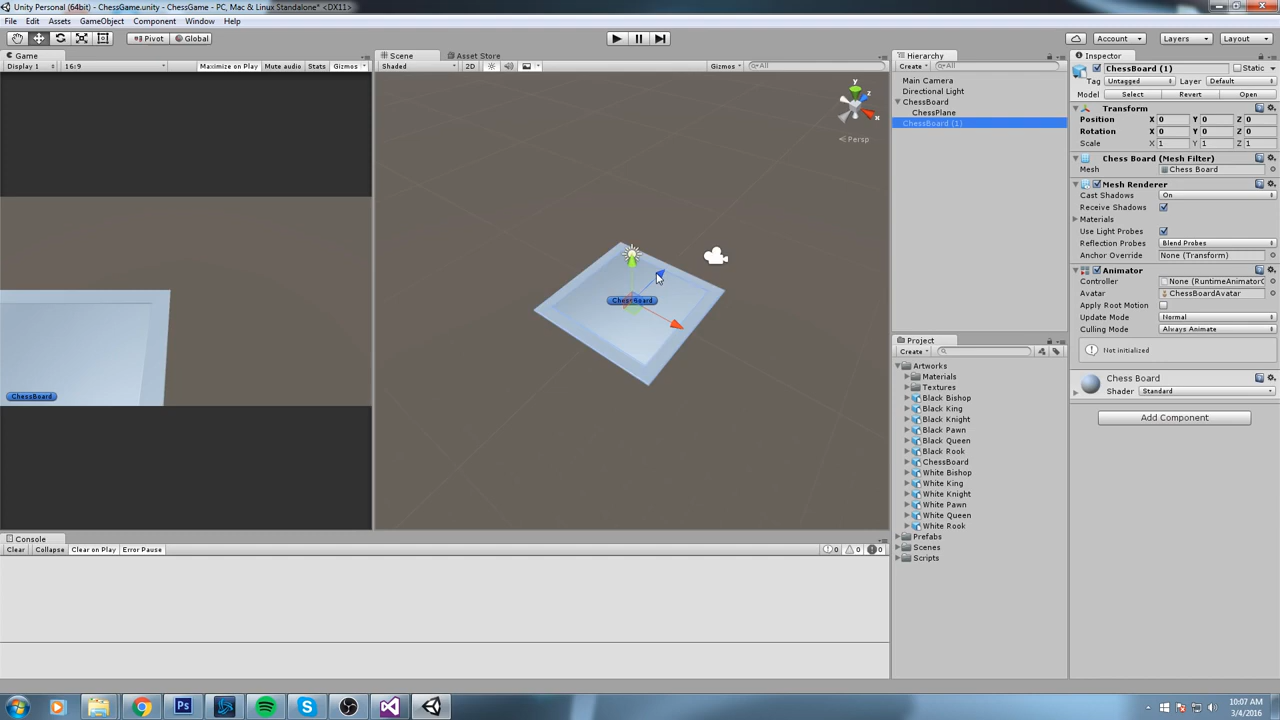 Unity Personal (64bit) - ChessGame.unity - ChessGame - PC, Mac & Linux Standalone* <DX11>
File Edit Assets GameObject Component Window Help
Pivot Global Account Layers Layout
Game
Display 1 16:9 Maximize on Play Mute audio Stats Gizmos
Scene Asset Store
Shaded 2D Gizmos All
y
z
x
Persp
ChessBoard
ChessBoard
Hierarchy
Create All
Main Camera
Directional Light
ChessBoard
ChessPlane
ChessBoard (1)
Project
Create
Artworks
Materials
Textures
Black Bishop
Black King
Black Knight
Black Pawn
Black Queen
Black Rook
ChessBoard
White Bishop
White King
White Knight
White Pawn
White Queen
White Rook
Prefabs
Scenes
Scripts
Inspector
ChessBoard (1) Static
Tag Untagged Layer Default
Model Select Revert Open
Transform
Position X 0 Y 0 Z 0
Rotation X 0 Y 0 Z 0
Scale X 1 Y 1 Z 1
Chess Board (Mesh Filter)
Mesh Chess Board
Mesh Renderer
Cast Shadows On
Receive Shadows
Materials
Use Light Probes
Reflection Probes Blend Probes
Anchor Override None (Transform)
Animator
Controller None (RuntimeAnimatorC
Avatar ChessBoardAvatar
Apply Root Motion
Update Mode Normal
Culling Mode Always Animate
Not initialized
Chess Board
Shader Standard
Add Component
Console
Clear Collapse Clear on Play Error Pause 0 0 0
10:07 AM
3/4/2016